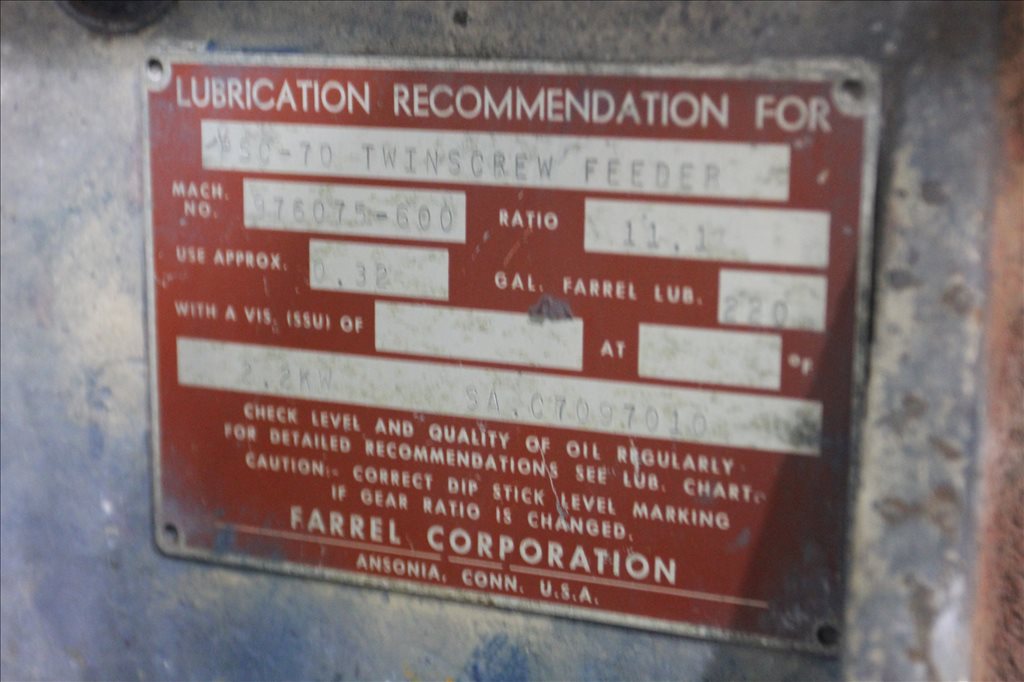 LUBRICATION RECOMMENDATION FOR
TWINSCREW FEEDER
MACH. NO. 976075-600 RATIO 11.1
USE APPROX. 0.32 GAL. FARREL LUB. 220
WITH A VIS. (SSU) OF AT °F
2.2KW SA.C7097010
CHECK LEVEL AND QUALITY OF OIL REGULARLY.
FOR DETAILED RECOMMENDATIONS SEE LUB. CHART.
CAUTION:- CORRECT DIP STICK LEVEL MARKING
IF GEAR RATIO IS CHANGED.
FARREL CORPORATION
ANSONIA, CONN. U.S.A.